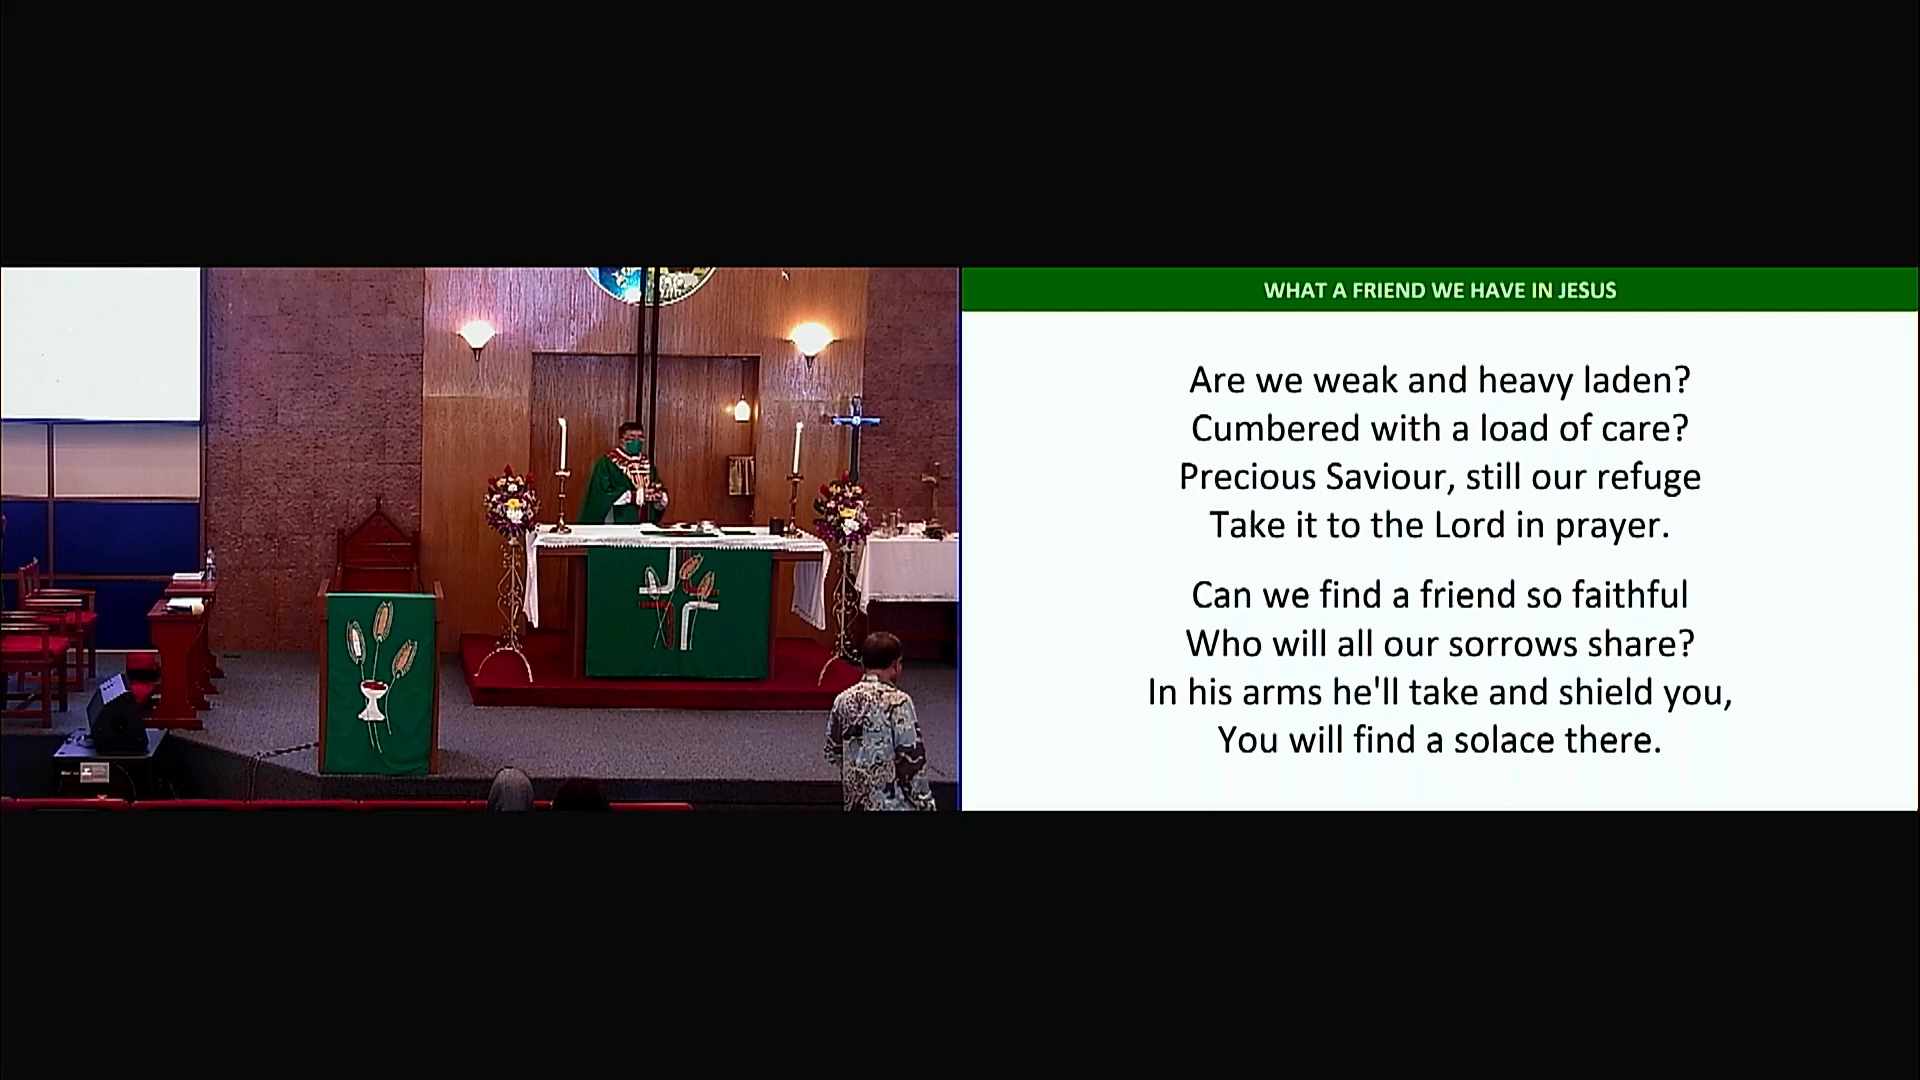 WHAT A FRIEND WE HAVE IN JESUS
Are we weak and heavy laden?
Cumbered with a load of care?
Precious Saviour, still our refuge
Take it to the Lord in prayer.
Can we find a friend so faithful
Who will all our sorrows share?
In his arms he'll take and shield you,
You will find a solace there.